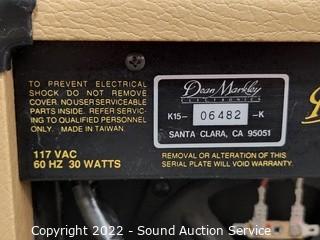 TO PREVENT ELECTRICAL
SHOCK DO NOT REMOVE
COVER. NO USER SERVICEABLE
PARTS INSIDE. REFER SERVIC-
ING TO QUALIFIED PERSONNEL
ONLY. MADE IN TAIWAN.
117 VAC
60 HZ 30 WATTS
Dean Markley
ELECTRONICS
K15- 06482 -K
SANTA CLARA, CA 95051
REMOVAL OR ALTERATION OF THIS
SERIAL PLATE WILL VOID WARRANTY.
Copyright 2022 - Sound Auction Service